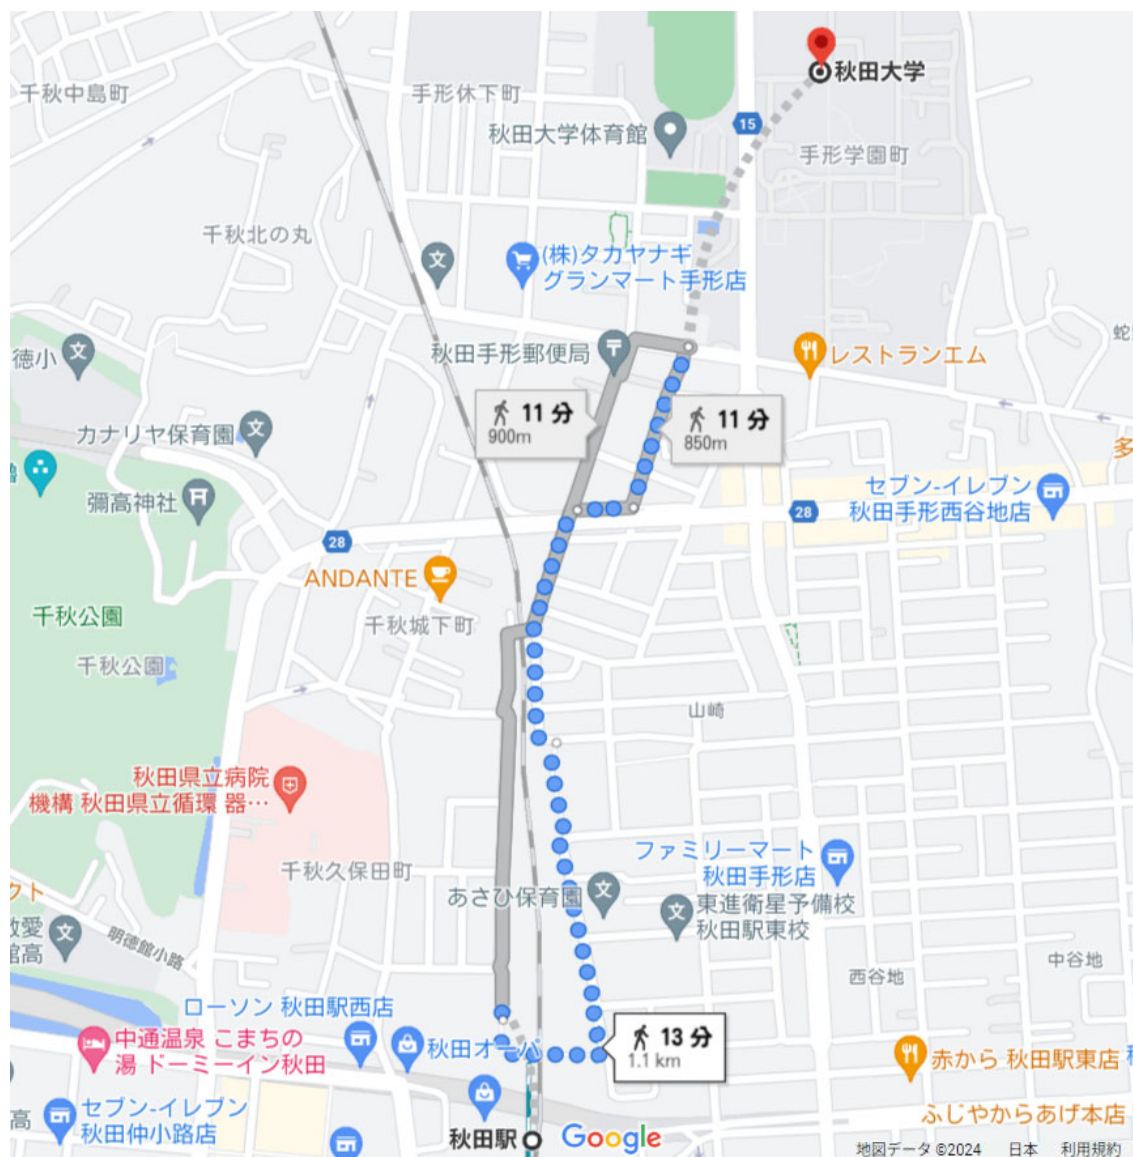 秋田大学
千秋中島町
手形休下町
秋田大学体育館
15
手形学園町
千秋北の丸
(株)タカヤナギ
グランマート手形店
徳小
秋田手形郵便局
レストランエム
11 分
900m
11 分
850m
カナリヤ保育園
多
彌高神社
セブン-イレブン
秋田手形西谷地店
28
28
ANDANTE
千秋公園
千秋城下町
千秋公園
山崎
秋田県立病院
機構 秋田県立循環 器…
千秋久保田町
ファミリーマート
秋田手形店
あさひ保育園
東進衛星予備校
秋田駅東校
クト
館高
明徳館小路
西谷地
中谷地
ローソン 秋田駅西店
中通温泉 こまちの
湯 ドーミーイン秋田
秋田オーパ
13 分
1.1 km
赤から 秋田駅東店
セブン-イレブン
秋田仲小路店
高
ふじやからあげ本店
秋田駅
Google
地図データ ©2024 日本 利用規約